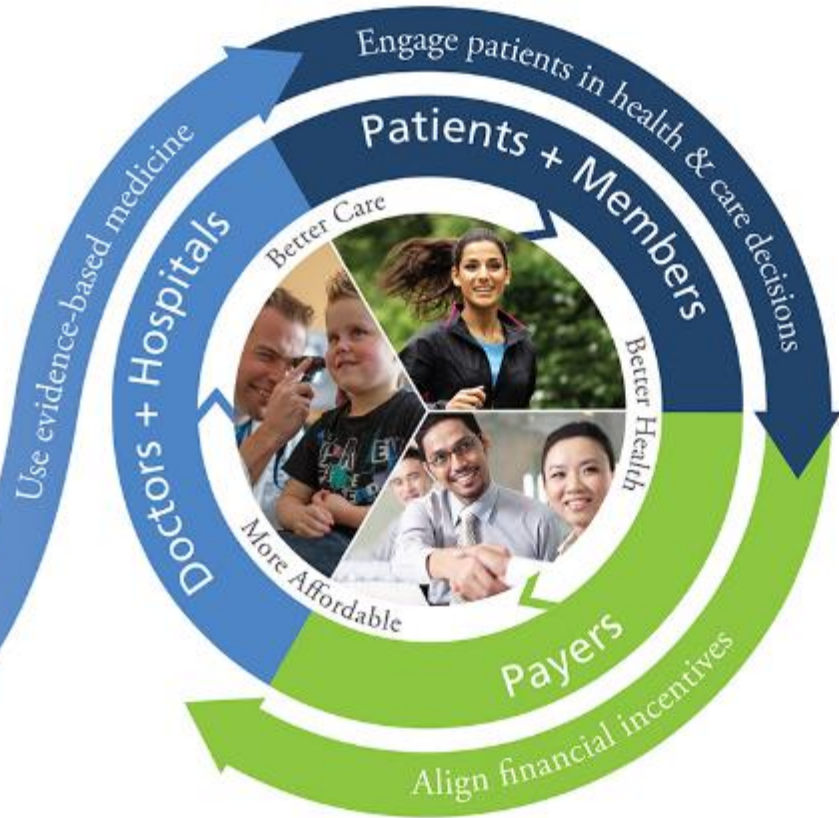 Use evidence-based medicine
Engage patients in health & care decisions
Align financial incentives
Doctors + Hospitals
Patients + Members
Payers
Better Care
Better Health
More Affordable